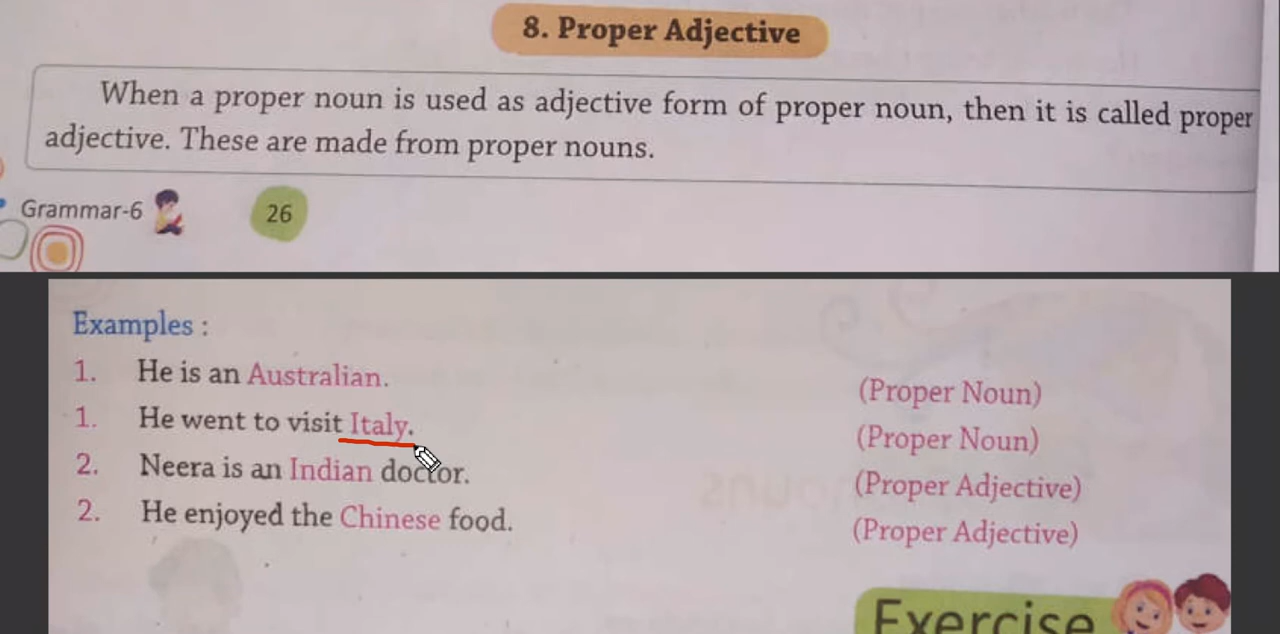 8. Proper Adjective
When a proper noun is used as adjective form of proper noun, then it is called proper
adjective. These are made from proper nouns.
Grammar-6
26
Examples :
1. He is an Australian. (Proper Noun)
1. He went to visit Italy. (Proper Noun)
2. Neera is an Indian doctor. (Proper Adjective)
2. He enjoyed the Chinese food. (Proper Adjective)
Exercise